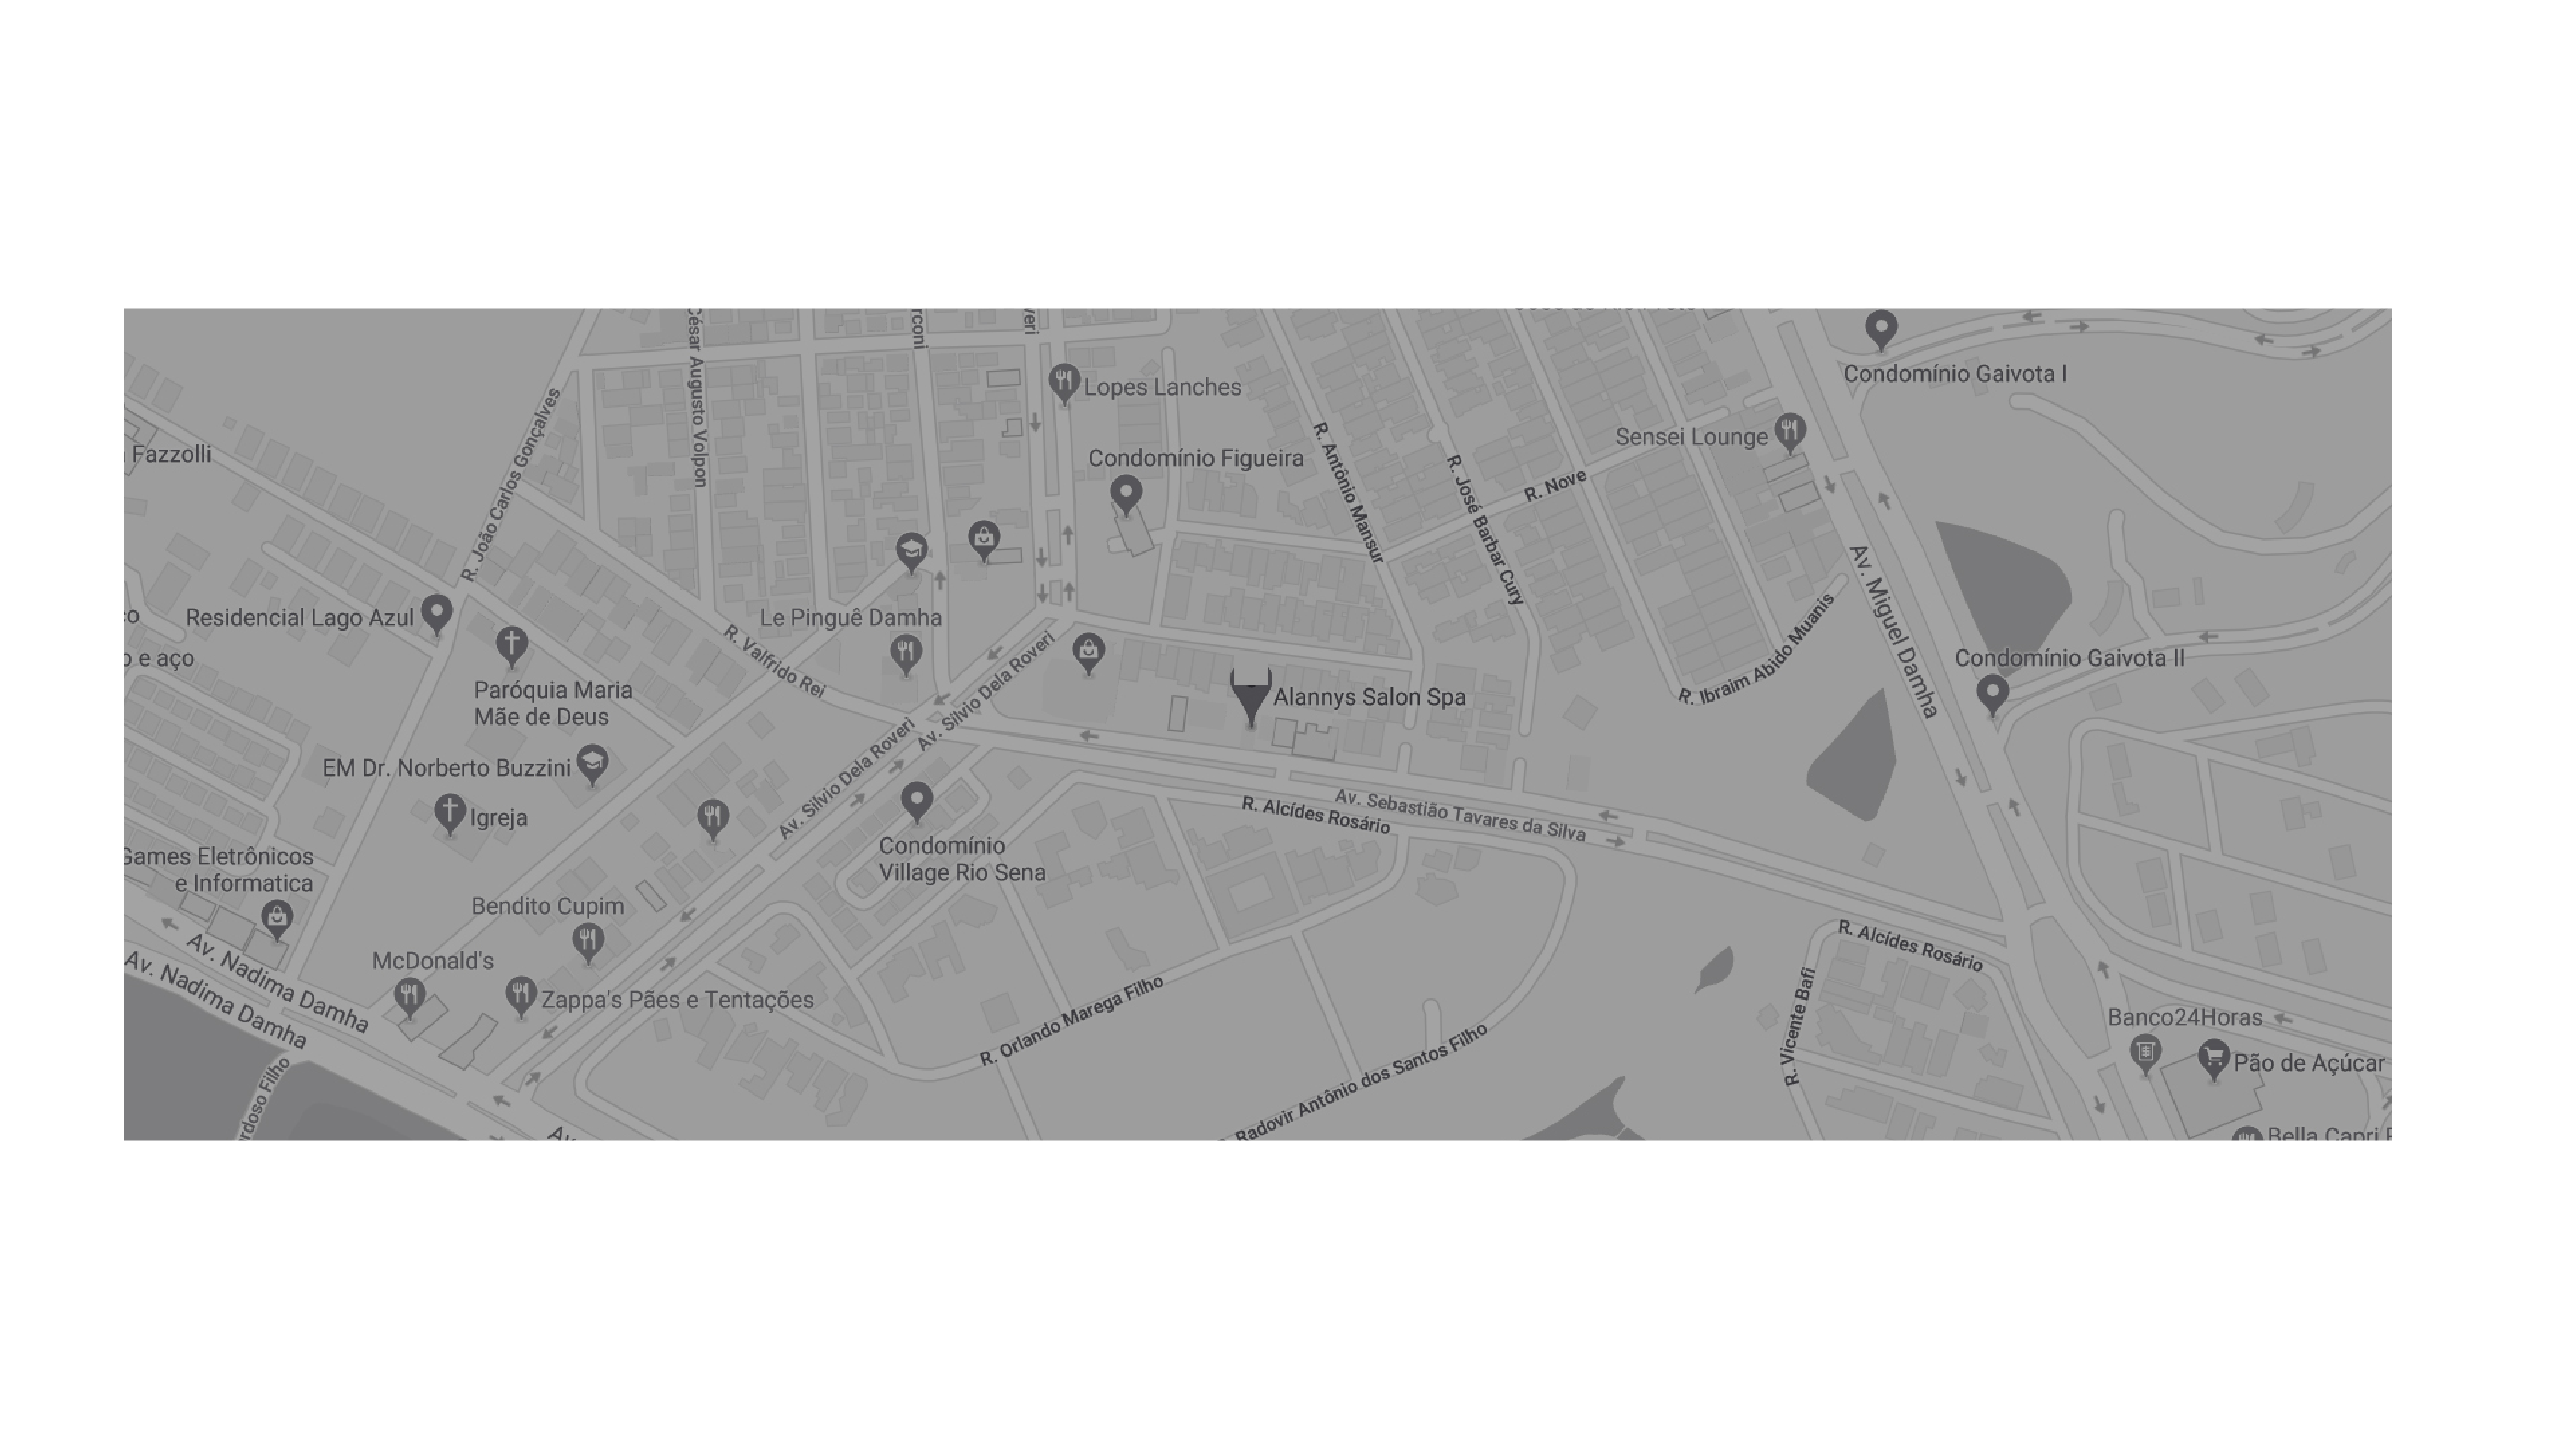 César Augusto Volpon
rconi
veri
Condomínio Gaivota I
Lopes Lanches
R. João Carlos Gonçalves
Fazzolli
Condomínio Figueira
R. Antônio Mansur
R. José Barbar Cury
R. Nove
Sensei Lounge
Av. Miguel Damha
Residencial Lago Azul
Le Pinguê Damha
R. Valfrido Rei
o e aço
Paróquia Maria
Mãe de Deus
Av. Silvio Dela Roveri
Av. Silvio Dela Roveri
Alannys Salon Spa
R. Ibraim Abido Muanis
Condomínio Gaivota II
EM Dr. Norberto Buzzini
Igreja
Condomínio
Village Rio Sena
Av. Sebastião Tavares da Silva
R. Alcídes Rosário
Games Eletrônicos
e Informatica
Bendito Cupim
McDonald's
Zappa's Pães e Tentações
Av. Nadima Damha
Av. Nadima Damha
R. Orlando Marega Filho
Radovir Antônio dos Santos Filho
R. Alcídes Rosário
R. Vicente Bafi
Banco24Horas
Pão de Açúcar
rdoso Filho
Av
Bella Capri